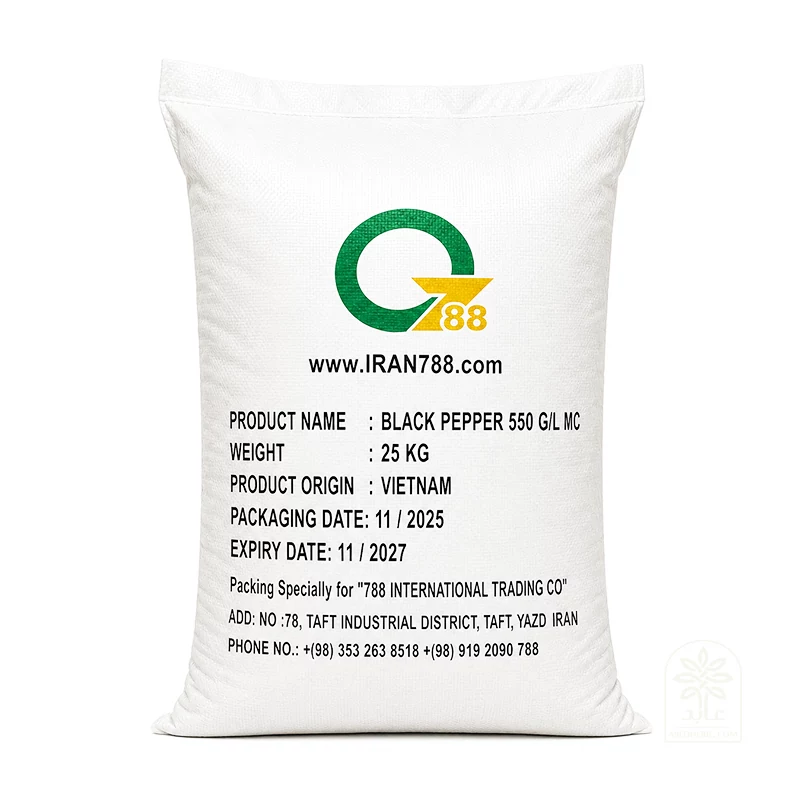 788
www.IRAN788.com
PRODUCT NAME : BLACK PEPPER 550 G/L MC
WEIGHT : 25 KG
PRODUCT ORIGIN : VIETNAM
PACKAGING DATE: 11 / 2025
EXPIRY DATE: 11 / 2027
Packing Specially for "788 INTERNATIONAL TRADING CO"
ADD: NO :78, TAFT INDUSTRIAL DISTRICT, TAFT, YAZD IRAN
PHONE NO.: +(98) 353 263 8518 +(98) 919 2090 788